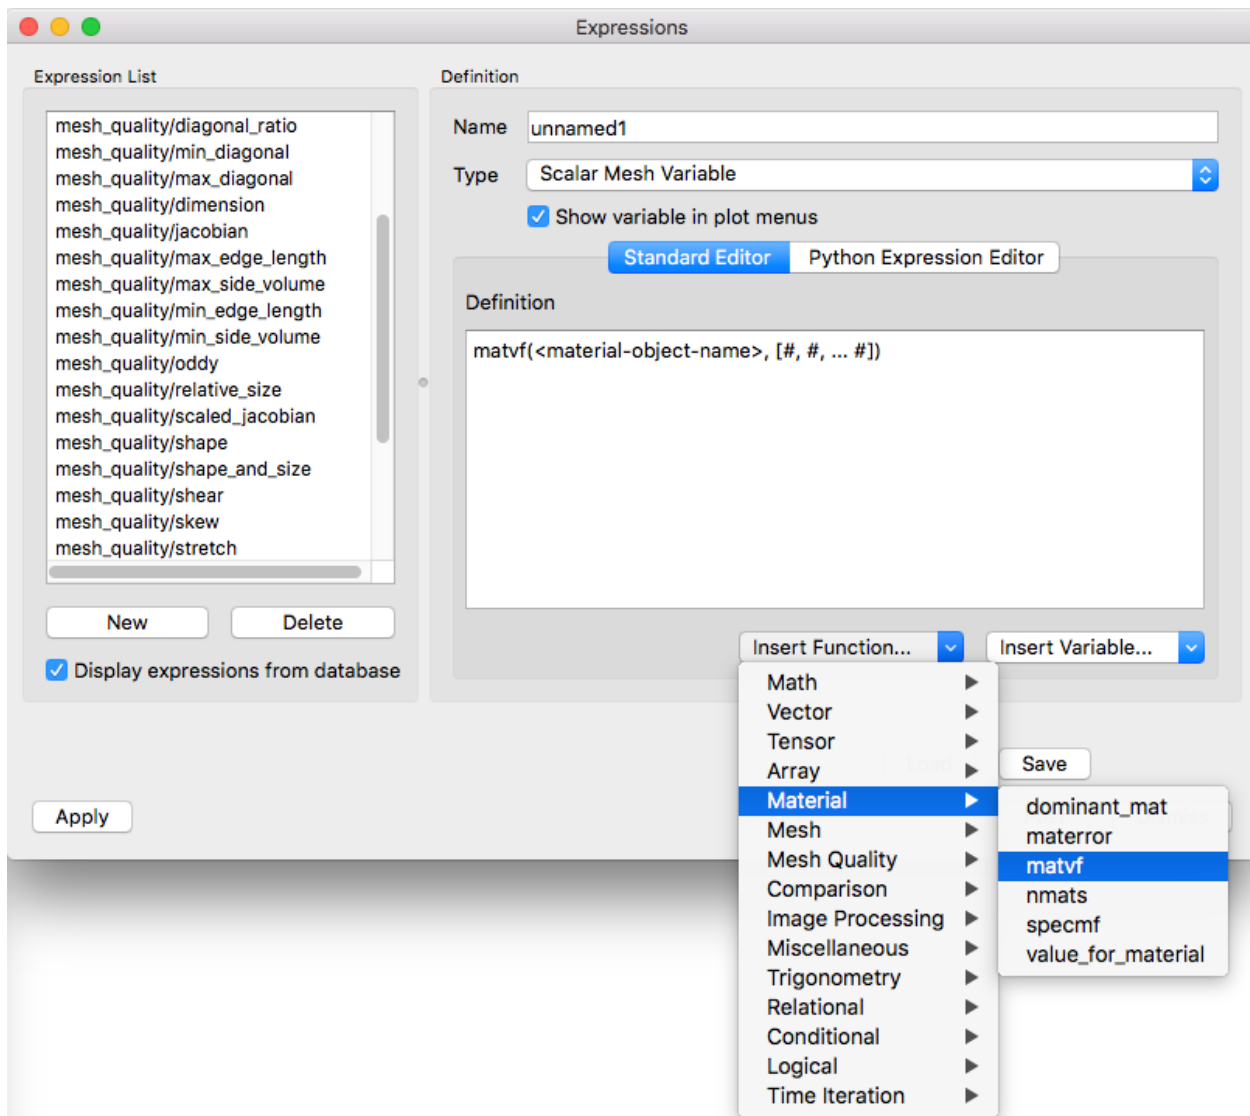 Expressions
Expression List
mesh_quality/diagonal_ratio
mesh_quality/min_diagonal
mesh_quality/max_diagonal
mesh_quality/dimension
mesh_quality/jacobian
mesh_quality/max_edge_length
mesh_quality/max_side_volume
mesh_quality/min_edge_length
mesh_quality/min_side_volume
mesh_quality/oddy
mesh_quality/relative_size
mesh_quality/scaled_jacobian
mesh_quality/shape
mesh_quality/shape_and_size
mesh_quality/shear
mesh_quality/skew
mesh_quality/stretch
New Delete
Display expressions from database
Definition
Name unnamed1
Type Scalar Mesh Variable
Show variable in plot menus
Standard Editor Python Expression Editor
Definition
matvf(<material-object-name>, [#, #, ... #])
Insert Function... Insert Variable...
Math
Vector
Tensor
Array
Material
Mesh
Mesh Quality
Comparison
Image Processing
Miscellaneous
Trigonometry
Relational
Conditional
Logical
Time Iteration
Load Save
dominant_mat
materror
matvf
nmats
specmf
value_for_material
Apply